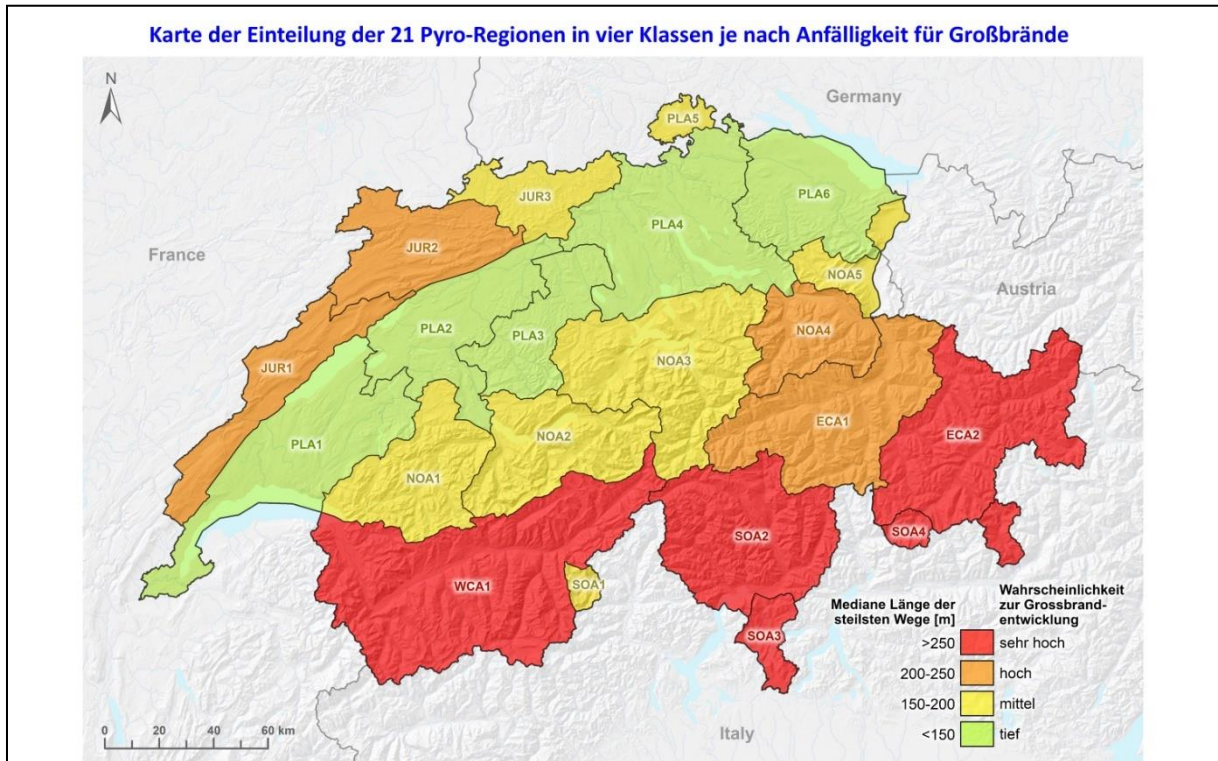 Karte der Einteilung der 21 Pyro-Regionen in vier Klassen je nach Anfälligkeit für Großbrände
N
Germany
PLA5
JUR3
PLA6
PLA4
JUR2
France
NOA5
Austria
PLA2
PLA3
NOA4
NOA3
JUR1
ECA1
ECA2
PLA1
NOA2
NOA1
SOA4
SOA2
WCA1
SOA1
SOA3
Mediane Länge der
steilsten Wege [m]
Wahrscheinlichkeit
zur Grossbrand-
entwicklung
>250 sehr hoch
200-250 hoch
150-200 mittel
<150 tief
0 20 40 60 km
Italy